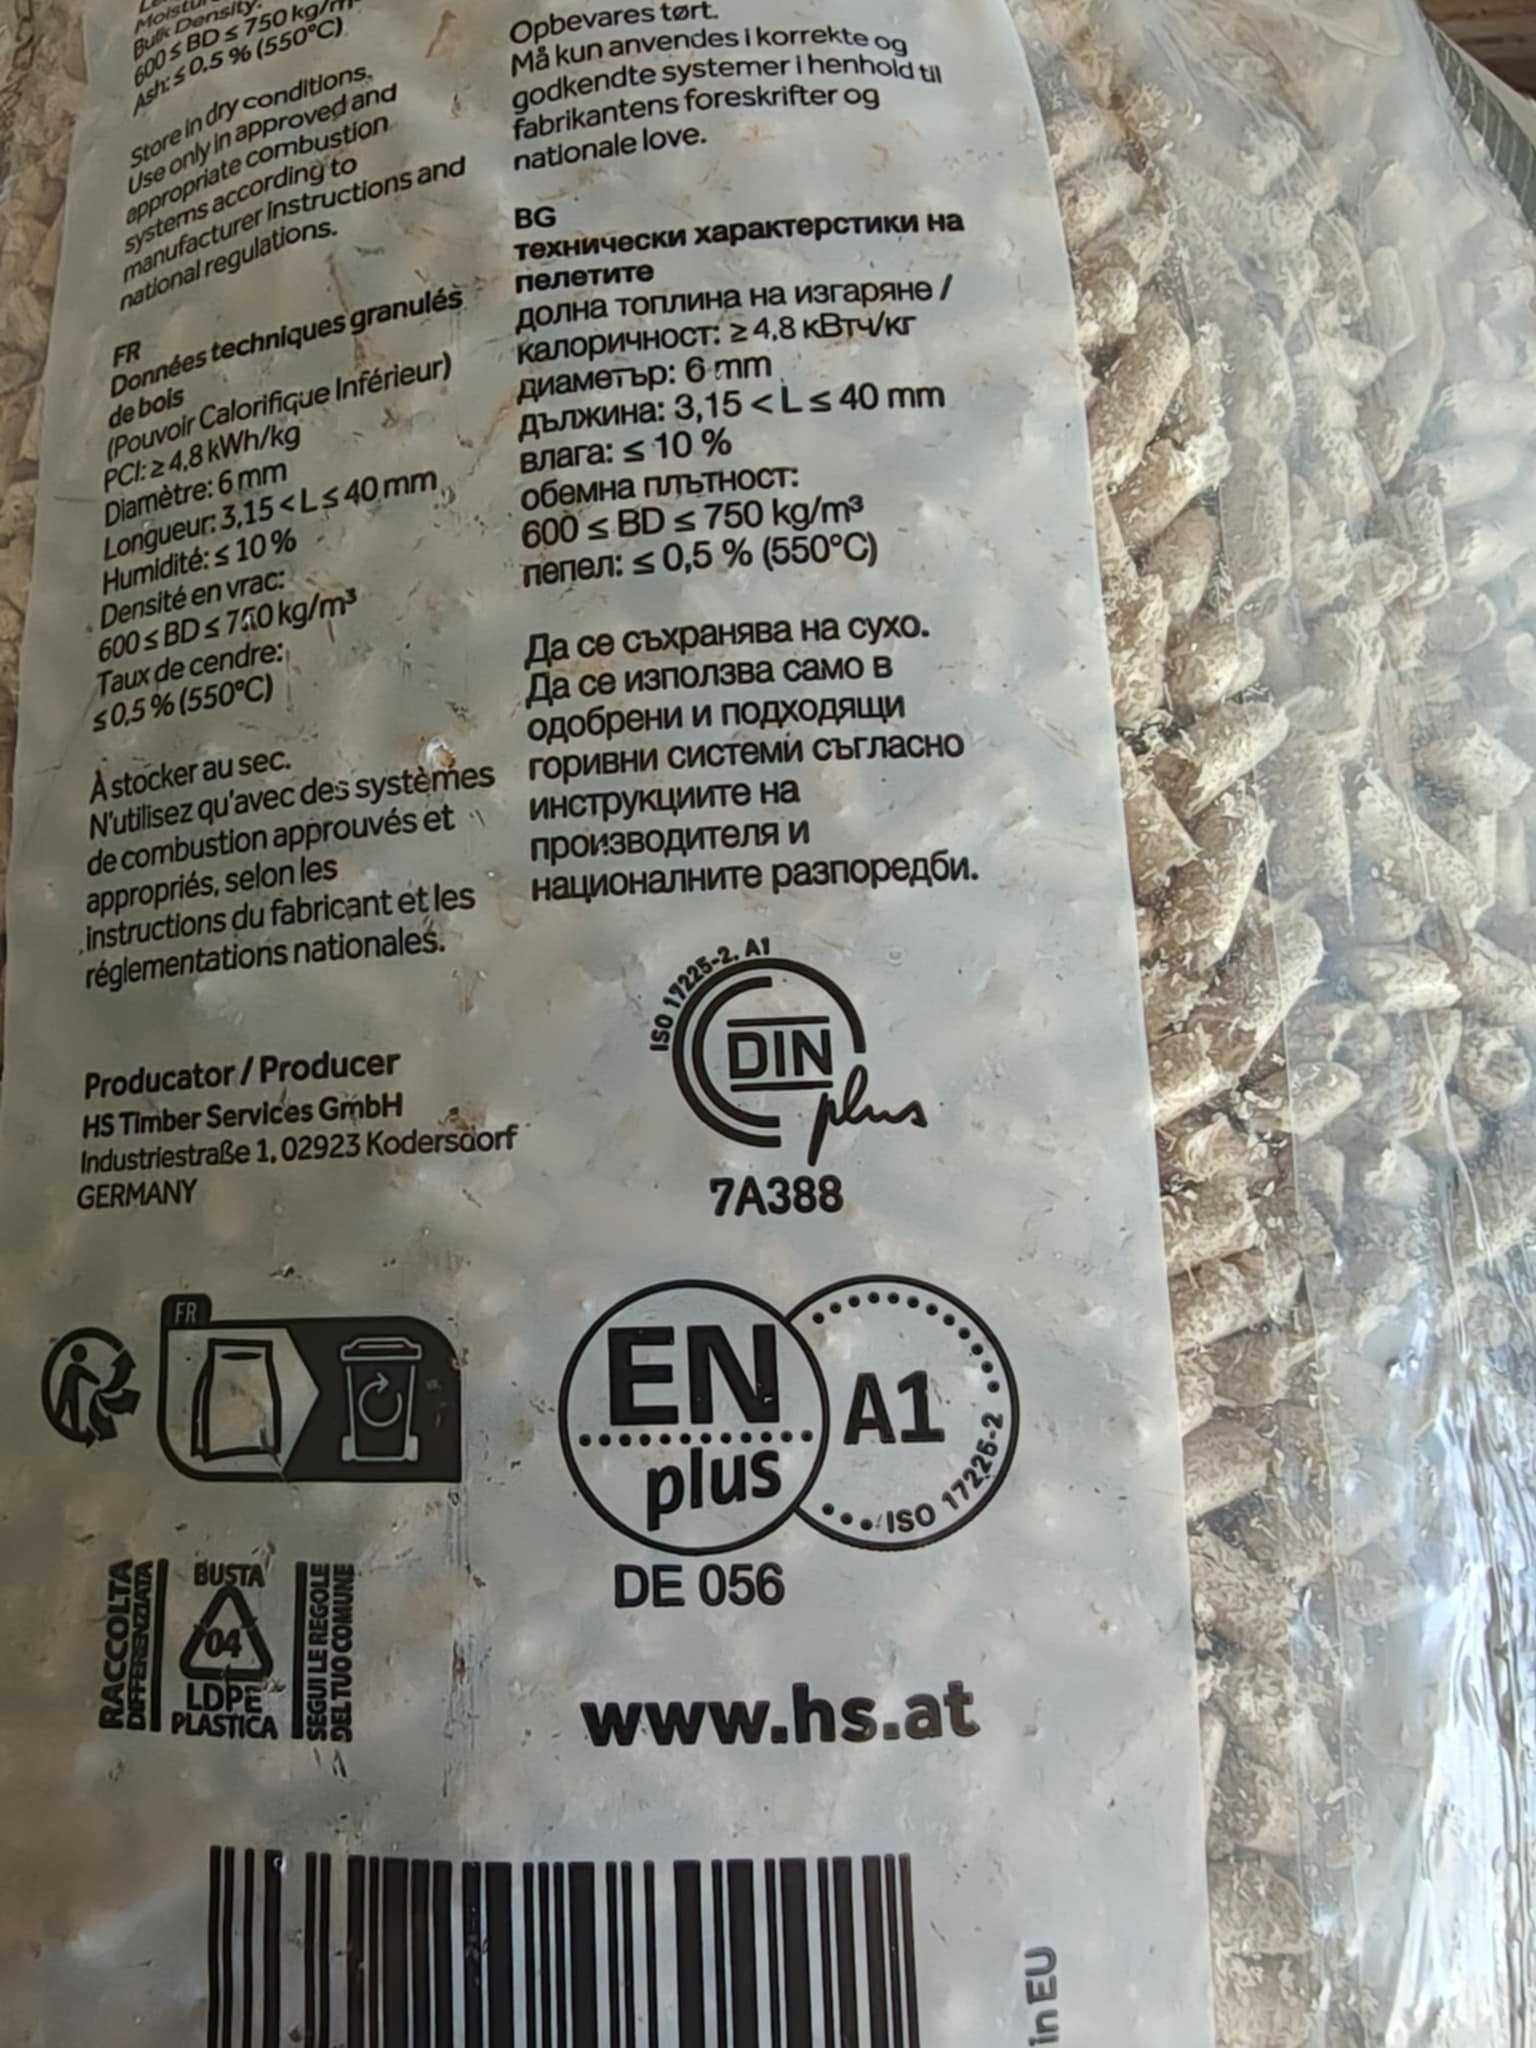 Bulk Density:
600 ≤ BD ≤ 750 kg/m³
Ash: ≤ 0,5 % (550°C)
Store in dry conditions.
Use only in approved and
appropriate combustion
systems according to
manufacturer instructions and
national regulations.
FR
Données techniques granulés
de bois
(Pouvoir Calorifique Inférieur)
PCI: ≥ 4,8 kWh/kg
Diamètre: 6 mm
Longueur: 3,15 < L ≤ 40 mm
Humidité: ≤ 10 %
Densité en vrac:
600 ≤ BD ≤ 750 kg/m³
Taux de cendre:
≤ 0,5 % (550°C)
À stocker au sec.
N'utilisez qu'avec des systèmes
de combustion approuvés et
appropriés, selon les
instructions du fabricant et les
réglementations nationales.
Producator / Producer
HS Timber Services GmbH
Industriestraße 1, 02923 Kodersdorf
GERMANY
FR
RACCOLTA
DIFFERENZIATA
BUSTA
04
LDPE
PLASTICA
SEGUI LE REGOLE
DEL TUO COMUNE
Opbevares tørt.
Må kun anvendes i korrekte og
godkendte systemer i henhold til
fabrikantens foreskrifter og
nationale love.
BG
технически характерстики на
пелетите
долна топлина на изгаряне /
калоричност: ≥ 4,8 кВтч/кг
диаметър: 6 mm
дължина: 3,15 < L ≤ 40 mm
влага: ≤ 10 %
обемна плътност:
600 ≤ BD ≤ 750 kg/m³
пепел: ≤ 0,5 % (550°C)
Да се съхранява на сухо.
Да се използва само в
одобрени и подходящи
горивни системи съгласно
инструкциите на
производителя и
националните разпоредби.
ISO 17225-2, A1
DIN
plus
7A388
EN
plus
A1
ISO 17225-2
DE 056
www.hs.at
in EU